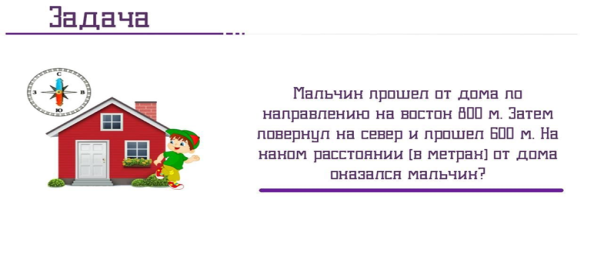 Задача
С
З
В
Ю
Мальчик прошел от дома по
направлению на восток 800 м. Затем
повернул на север и прошел 600 м. На
каком расстоянии (в метрах) от дома
оказался мальчик?